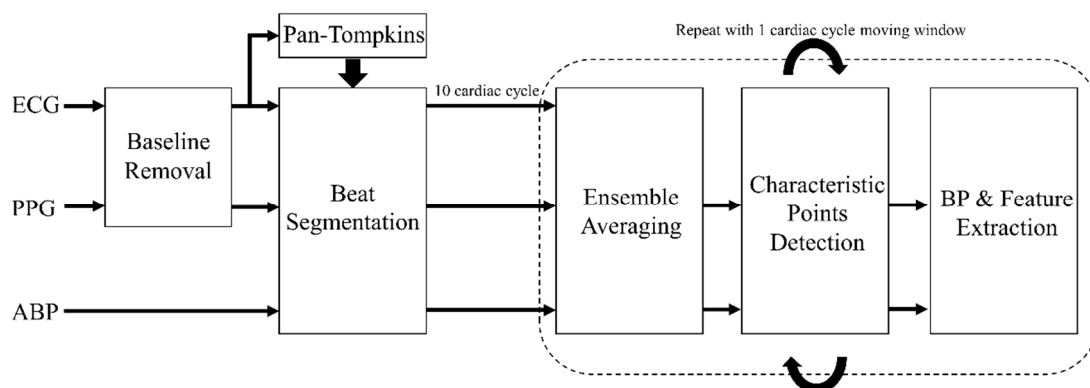 Pan-Tompkins
Repeat with 1 cardiac cycle moving window
ECG
10 cardiac cycle
Baseline
Removal
PPG
Beat
Segmentation
Ensemble
Averaging
Characteristic
Points
Detection
BP & Feature
Extraction
ABP